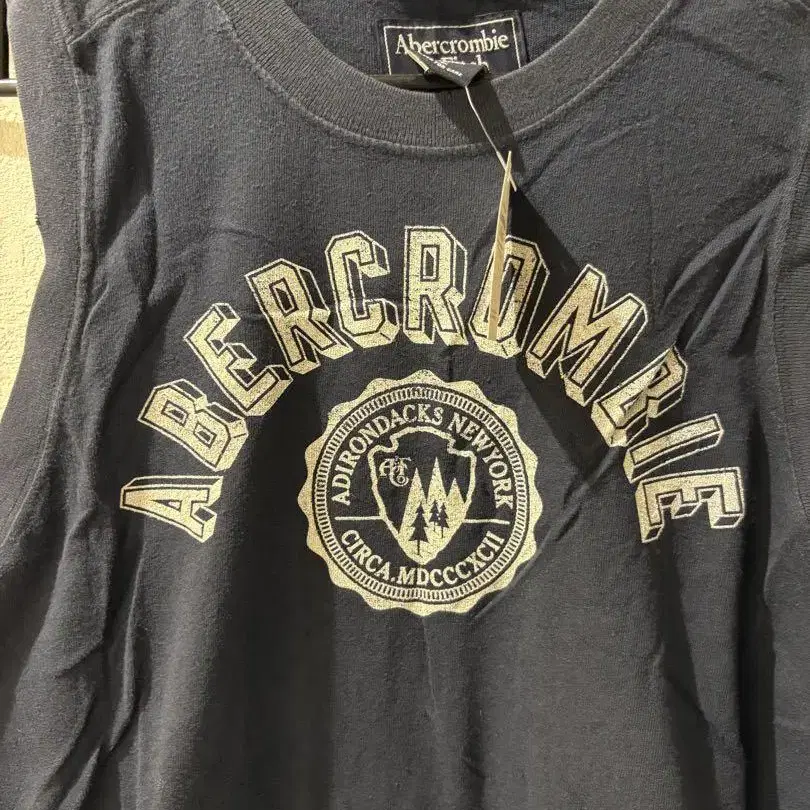 Abercrombie
ABERCROMBIE
ADIRONDACKS NEW YORK
CIRCA.MDCCCXCII